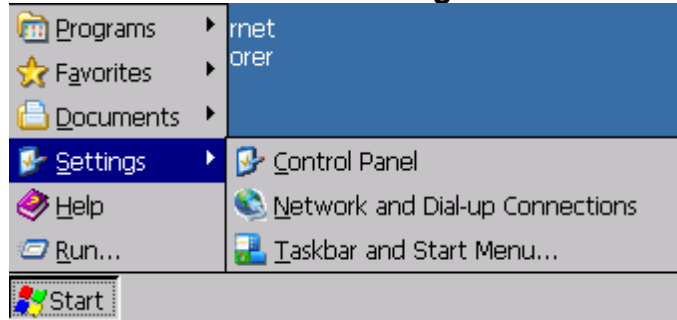 Programs
rnet
orer
Favorites
Documents
Settings
Control Panel
Help
Network and Dial-up Connections
Run...
Taskbar and Start Menu...
Start